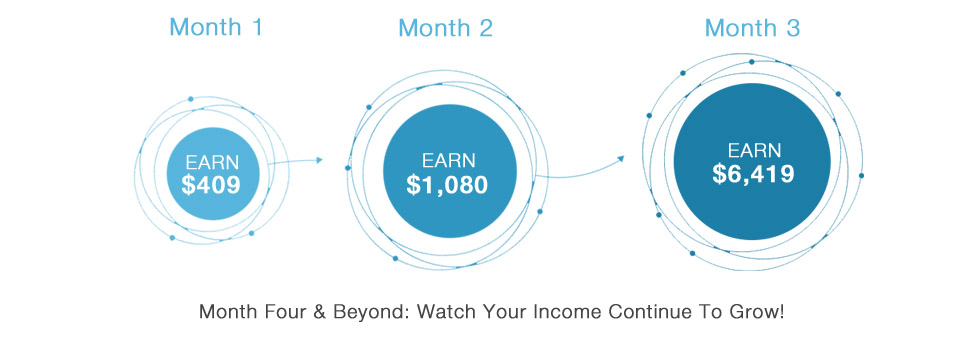 Month 1
Month 2
Month 3
EARN
$409
EARN
$1,080
EARN
$6,419
Month Four & Beyond: Watch Your Income Continue To Grow!